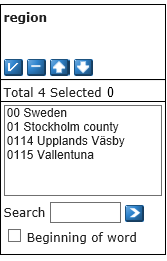 region
Total 4 Selected 0
00 Sweden
01 Stockholm county
0114 Upplands Väsby
0115 Vallentuna
Search
Beginning of word